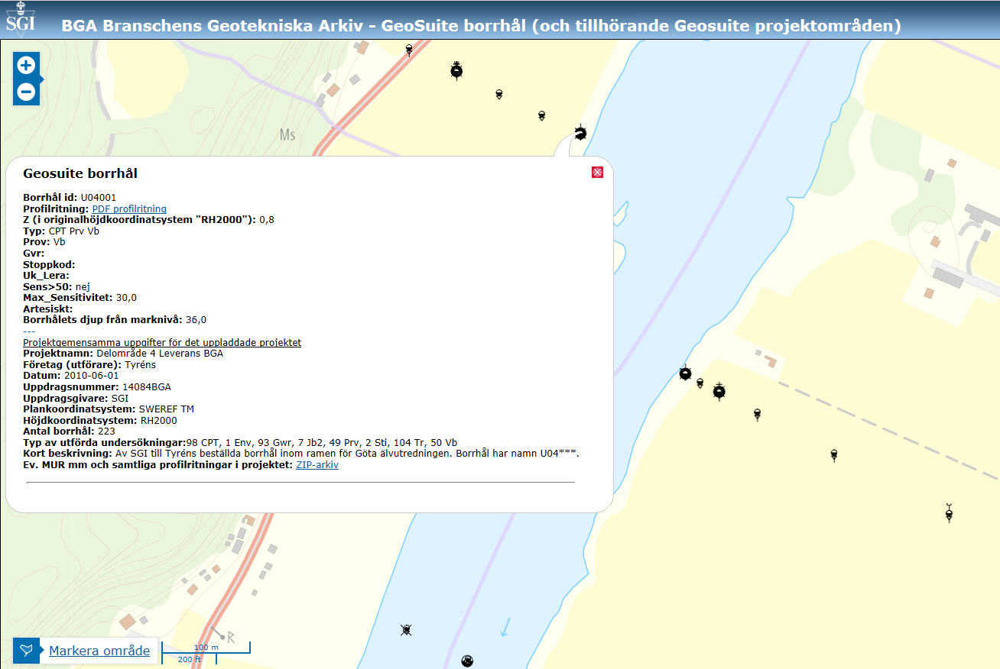 SGI
BGA Branschens Geotekniska Arkiv - GeoSuite borrhål (och tillhörande Geosuite projektområden)
Ms
Geosuite borrhål
Borrhål id: U04001
Profilritning: PDF profilritning
Z (i originalhöjdkoordinatsystem "RH2000"): 0,8
Typ: CPT Prv Vb
Prov: Vb
Gvr:
Stoppkod:
Uk_Lera:
Sens>50: nej
Max_Sensitivitet: 30,0
Artesiskt:
Borrhålets djup från marknivå: 36,0
---
Projektgemensamma uppgifter för det uppladdade projektet
Projektnamn: Delområde 4 Leverans BGA
Företag (utförare): Tyréns
Datum: 2010-06-01
Uppdragsnummer: 14084BGA
Uppdragsgivare: SGI
Plankoordinatsystem: SWEREF TM
Höjdkoordinatsystem: RH2000
Antal borrhål: 223
Typ av utförda undersökningar:98 CPT, 1 Env, 93 Gwr, 7 Jb2, 49 Prv, 2 Sti, 104 Tr, 50 Vb
Kort beskrivning: Av SGI till Tyréns beställda borrhål inom ramen för Göta älvutredningen. Borrhål har namn U04***.
Ev. MUR mm och samtliga profilritningar i projektet: ZIP-arkiv
R
Markera område
100 m
200 ft